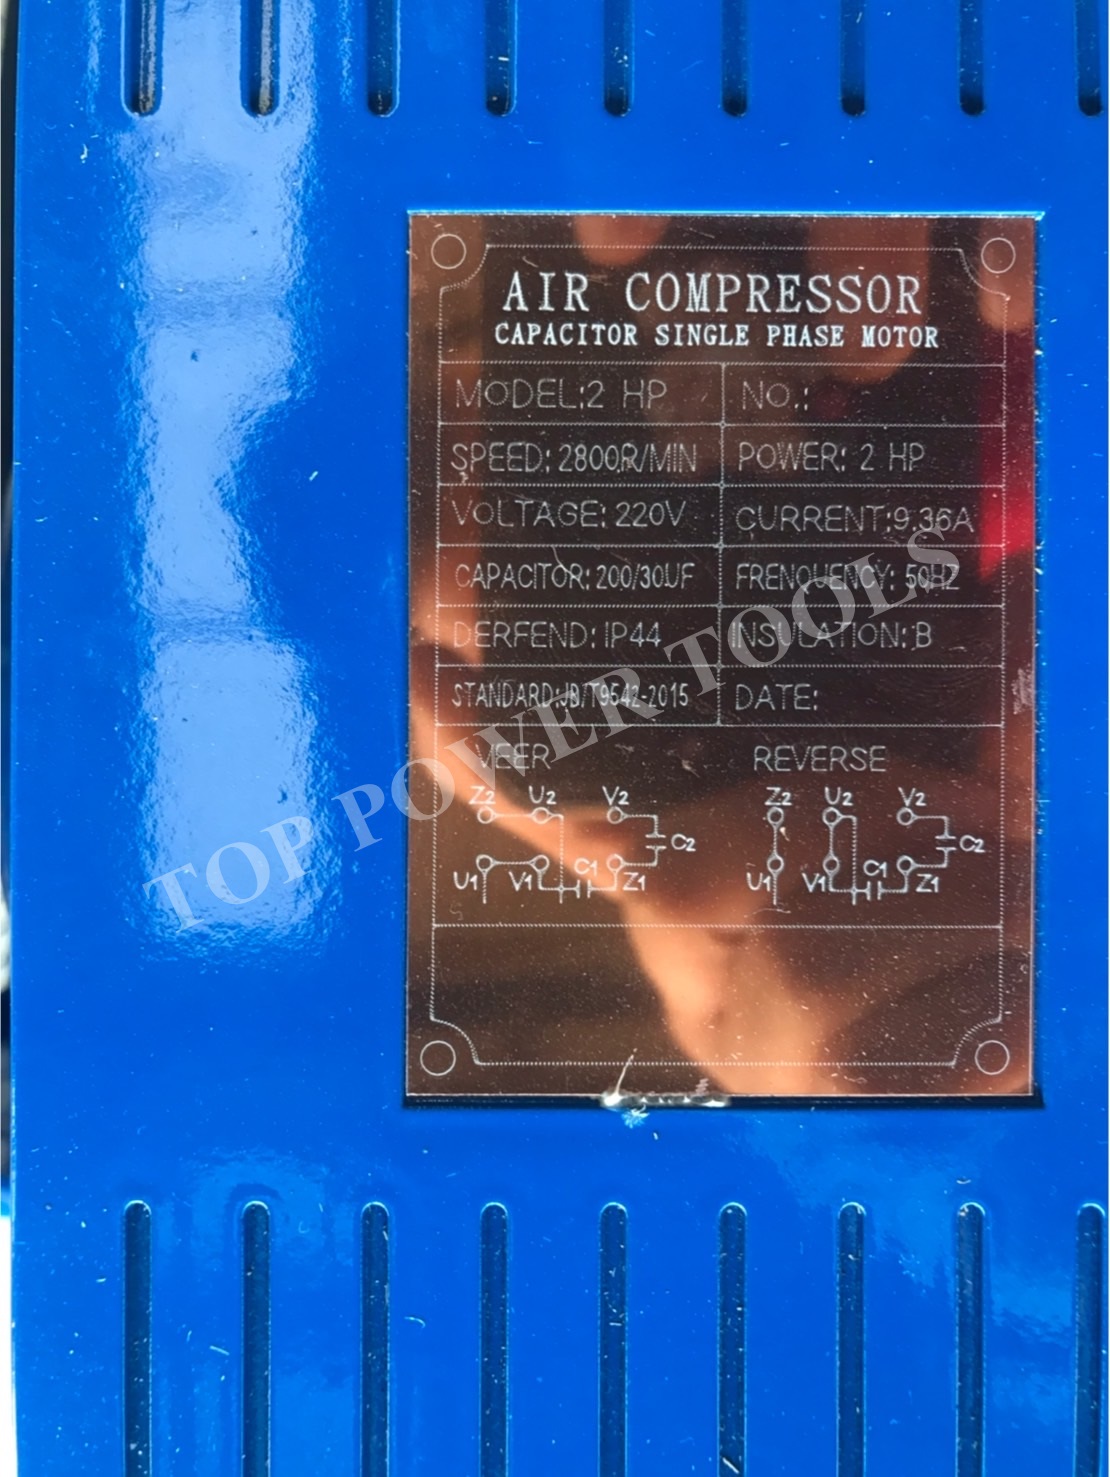 AIR COMPRESSOR
CAPACITOR SINGLE PHASE MOTOR
MODEL:2 HP NO.:
SPEED: 2800R/MIN POWER: 2 HP
VOLTAGE: 220V CURRENT:9.36A
CAPACITOR: 200/30UF FRENQUENCY: 50HZ
DERFEND: IP44 INSULATION: B
STANDARD:JB/T9542-2015 DATE:
VEER REVERSE
Z2 U2 V2 Z2 U2 V2
C2 C2
U1 V1 C1 Z1 U1 V1 C1 Z1
TOP POWER TOOLS